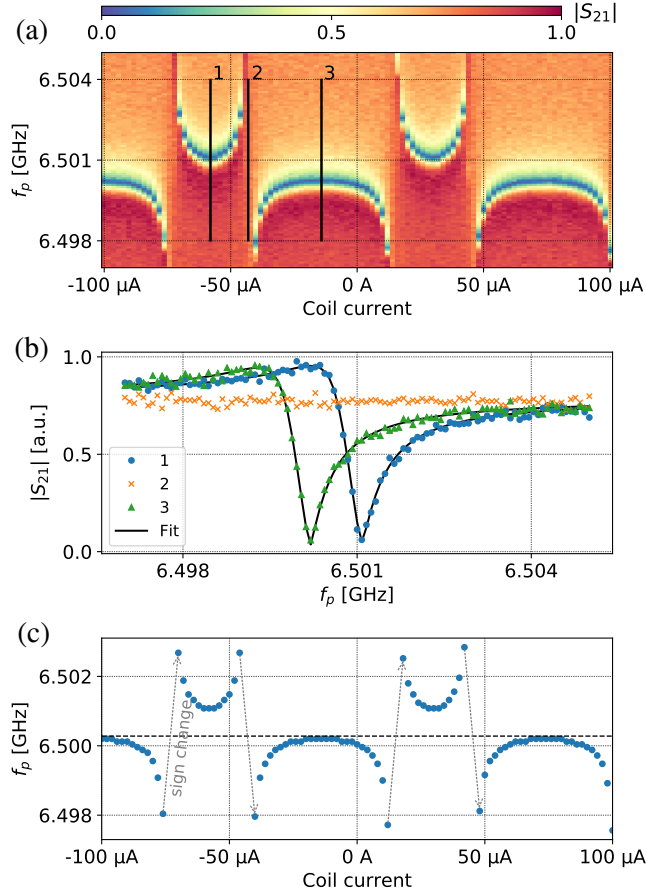 (a)
0.0 0.5 1.0 |S21|
1 2 3
6.504
6.501
6.498
fp [GHz]
-100 µA -50 µA 0 A 50 µA 100 µA
Coil current
(b)
1.0
0.5
0.0
|S21| [a.u.]
1
2
3
Fit
6.498 6.501 6.504
fp [GHz]
(c)
6.502
6.500
6.498
fp [GHz]
sign change
-100 µA -50 µA 0 A 50 µA 100 µA
Coil current